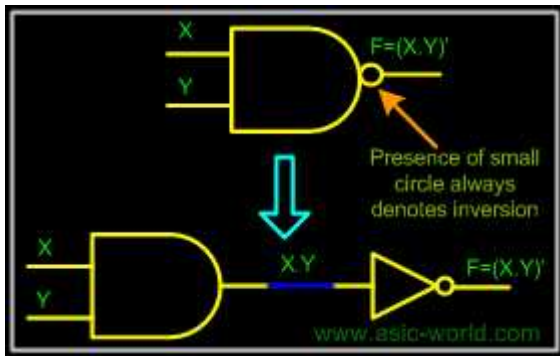 X
F=(X.Y)'
Y
Presence of small
circle always
denotes inversion
X
X.Y
F=(X.Y)'
Y
www.asic-world.com